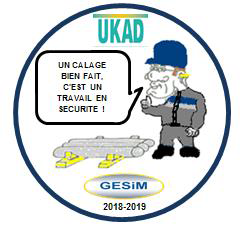 UKAD
UN CALAGE
BIEN FAIT,
C'EST UN
TRAVAIL EN
SECURITE !
GESiM
2018-2019